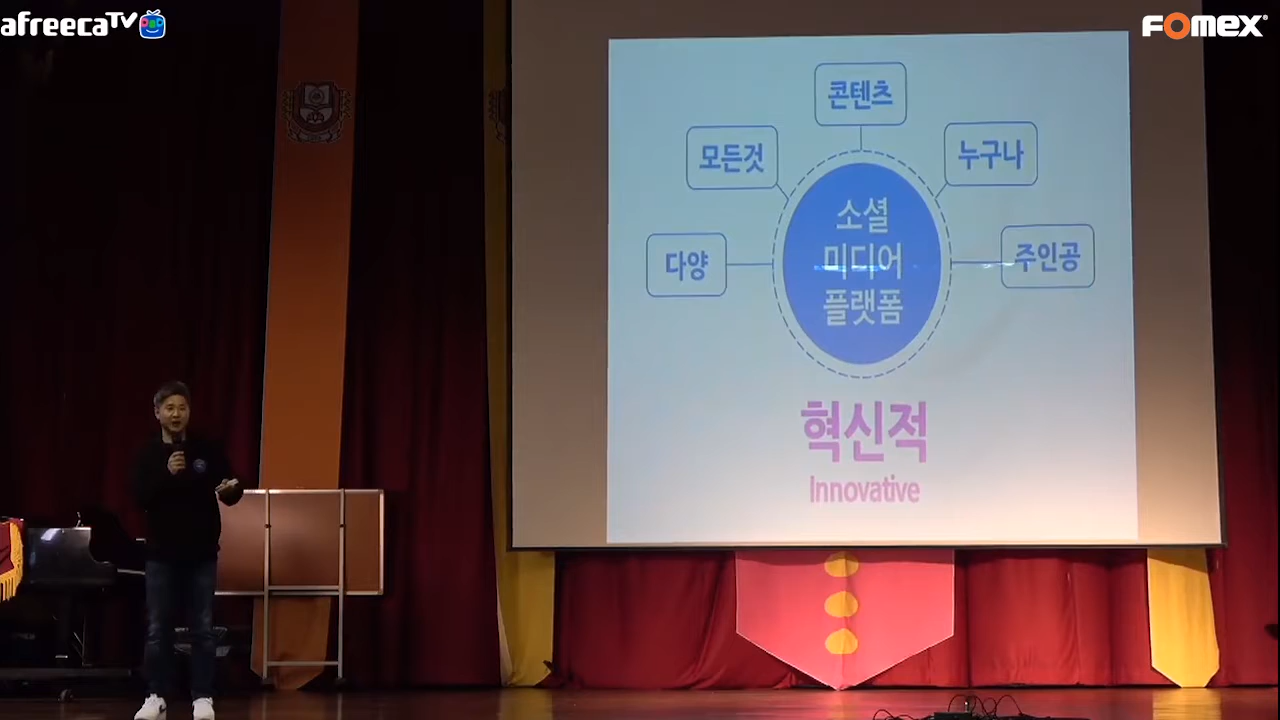 afreecaTV
FOMEX
콘텐츠
모든것
누구나
다양
주인공
소셜
미디어
플랫폼
혁신적
Innovative